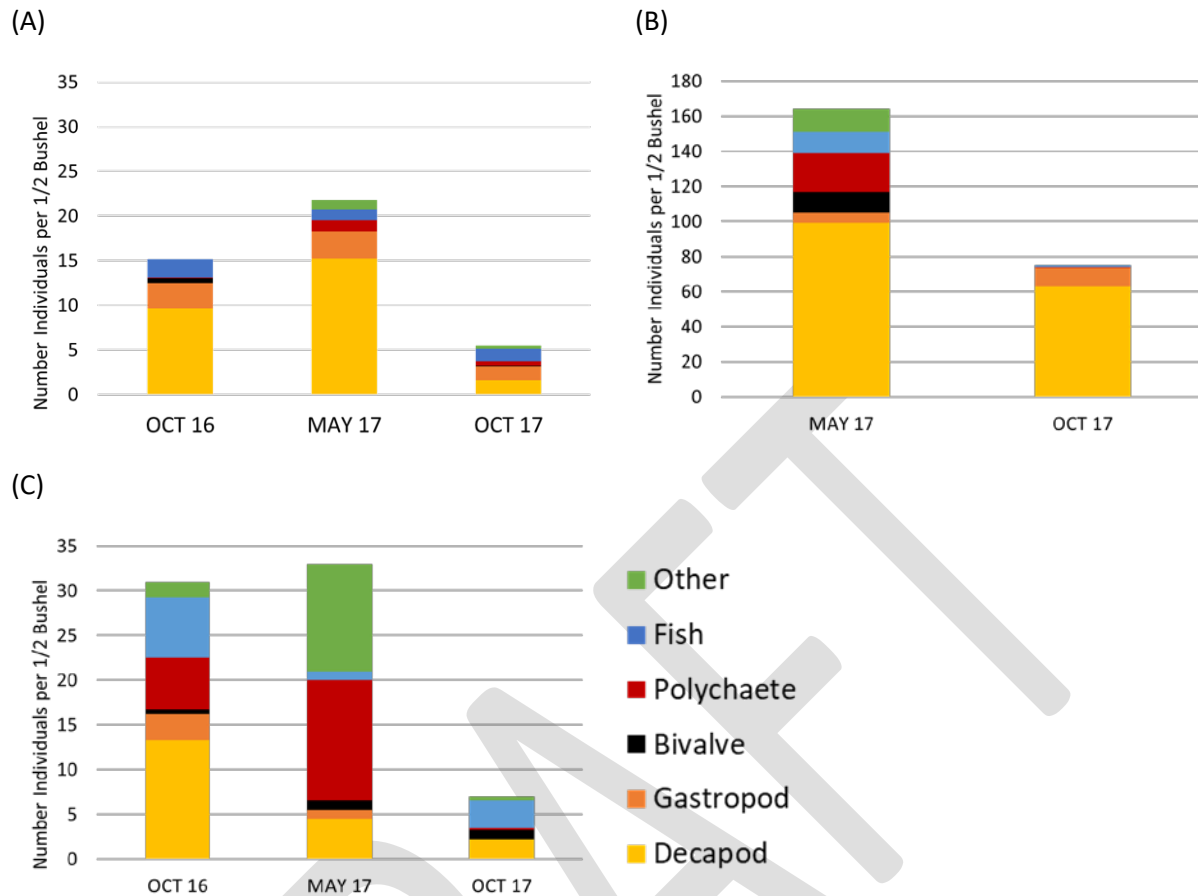 (A)
Number Individuals per 1/2 Bushel
35
30
25
20
15
10
5
0
OCT 16 MAY 17 OCT 17
(B)
Number Individuals per 1/2 Bushel
180
160
140
120
100
80
60
40
20
0
MAY 17 OCT 17
(C)
Number Individuals per 1/2 Bushel
35
30
25
20
15
10
5
0
OCT 16 MAY 17 OCT 17
Other
Fish
Polychaete
Bivalve
Gastropod
Decapod
DRAFT